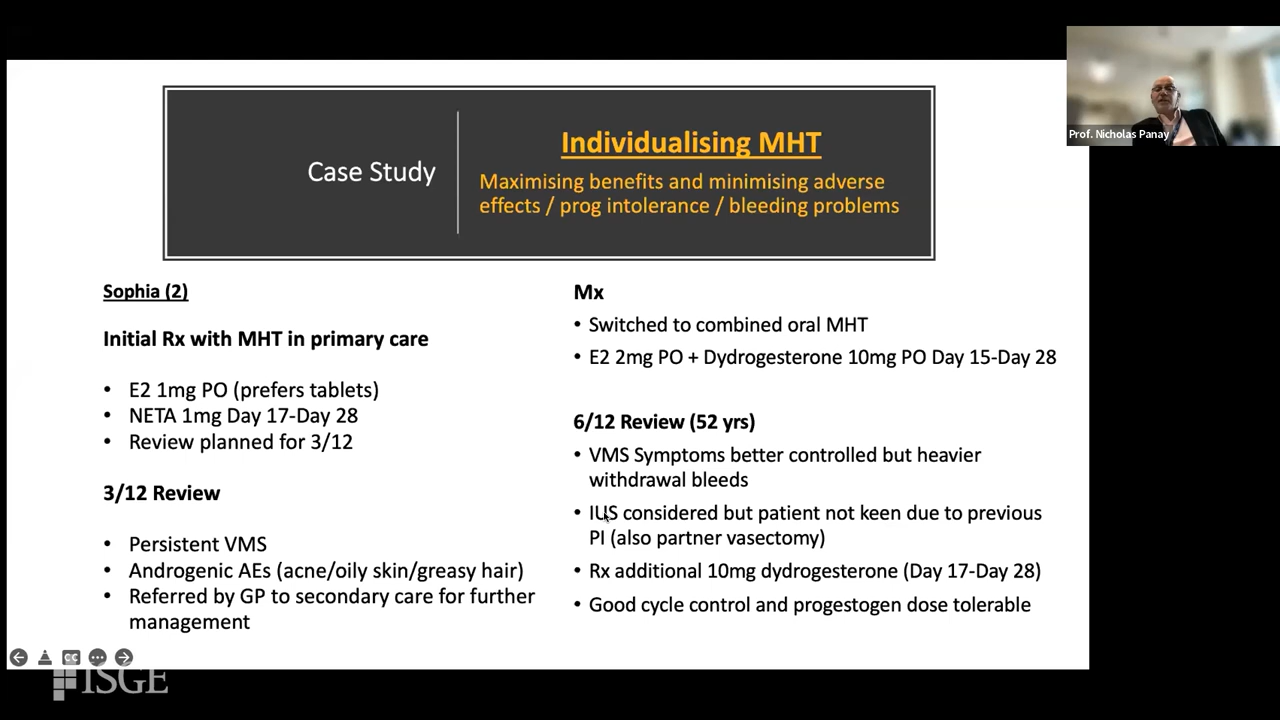 Prof. Nicholas Panay
Case Study
Individualising MHT
Maximising benefits and minimising adverse
effects / prog intolerance / bleeding problems
Sophia (2)
Initial Rx with MHT in primary care
• E2 1mg PO (prefers tablets)
• NETA 1mg Day 17-Day 28
• Review planned for 3/12
3/12 Review
• Persistent VMS
• Androgenic AEs (acne/oily skin/greasy hair)
• Referred by GP to secondary care for further
management
Mx
• Switched to combined oral MHT
• E2 2mg PO + Dydrogesterone 10mg PO Day 15-Day 28
6/12 Review (52 yrs)
• VMS Symptoms better controlled but heavier
withdrawal bleeds
• IUS considered but patient not keen due to previous
PI (also partner vasectomy)
• Rx additional 10mg dydrogesterone (Day 17-Day 28)
• Good cycle control and progestogen dose tolerable
CC
ISGE